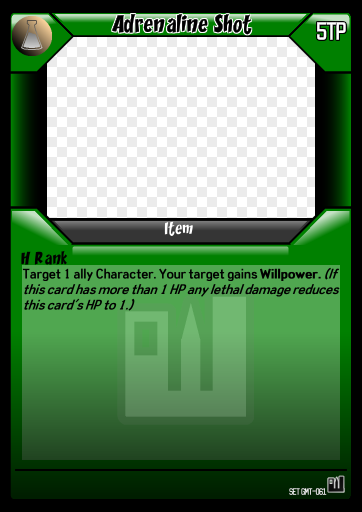 Adrenaline Shot
5TP
Item
H Rank
Target 1 ally Character. Your target gains Willpower. (If
this card has more than 1 HP any lethal damage reduces
this card's HP to 1.)
SET GMT-061